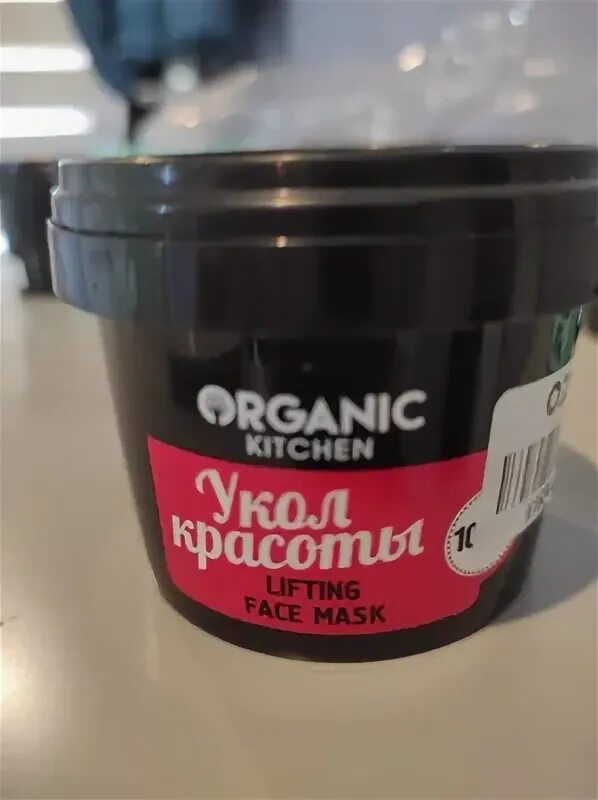 ORGANIC
KITCHEN
Укол
красоты
LIFTING
FACE MASK